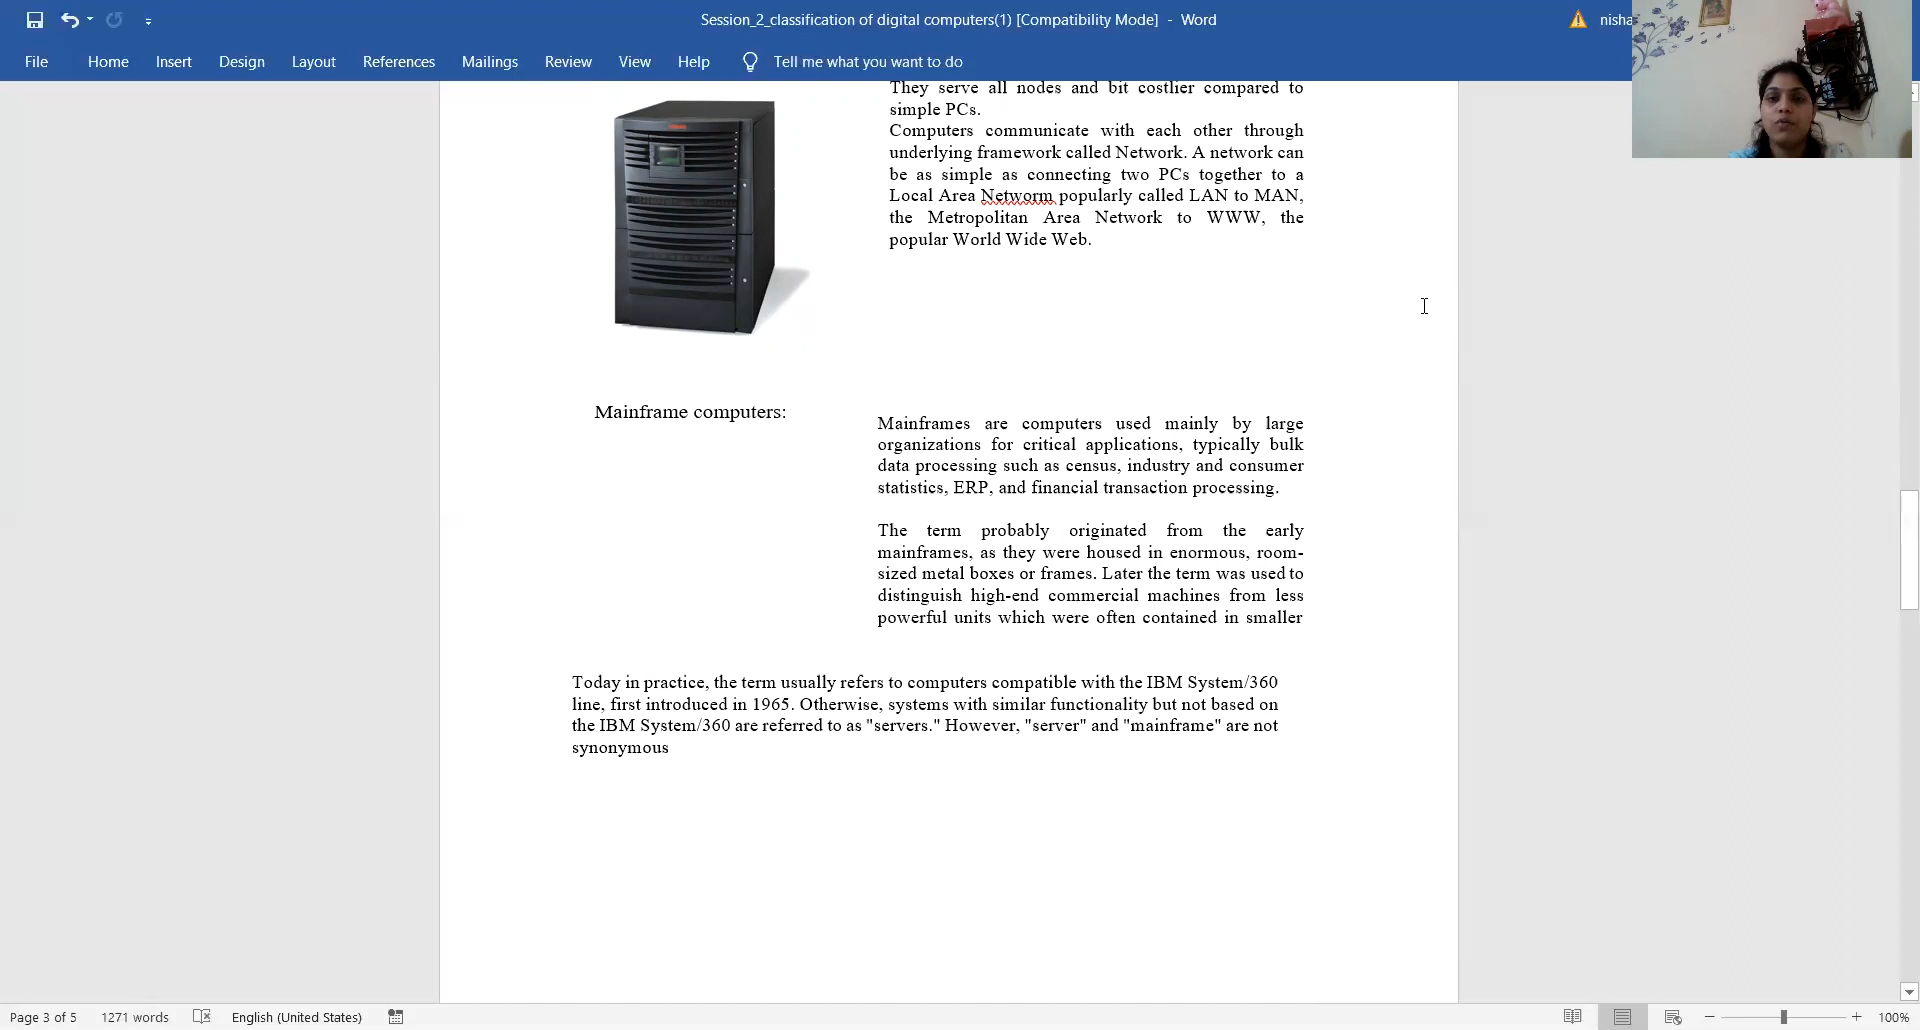 Session_2_classification of digital computers(1) [Compatibility Mode] - Word
nisha
File Home Insert Design Layout References Mailings Review View Help Tell me what you want to do
They serve all nodes and bit costlier compared to
simple PCs.
Computers communicate with each other through
underlying framework called Network. A network can
be as simple as connecting two PCs together to a
Local Area Networm popularly called LAN to MAN,
the Metropolitan Area Network to WWW, the
popular World Wide Web.
Mainframe computers:
Mainframes are computers used mainly by large
organizations for critical applications, typically bulk
data processing such as census, industry and consumer
statistics, ERP, and financial transaction processing.
The term probably originated from the early
mainframes, as they were housed in enormous, room-
sized metal boxes or frames. Later the term was used to
distinguish high-end commercial machines from less
powerful units which were often contained in smaller
Today in practice, the term usually refers to computers compatible with the IBM System/360
line, first introduced in 1965. Otherwise, systems with similar functionality but not based on
the IBM System/360 are referred to as "servers." However, "server" and "mainframe" are not
synonymous
Page 3 of 5 1271 words English (United States) 100%